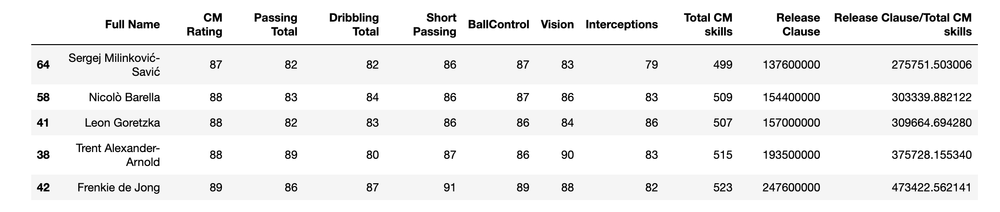 Full Name CM Rating Passing Total Dribbling Total Short Passing BallControl Vision Interceptions Total CM skills Release Clause Release Clause/Total CM skills
64 Sergej Milinković-Savić 87 82 82 86 87 83 79 499 137600000 275751.503006
58 Nicolò Barella 88 83 84 86 87 86 83 509 154400000 303339.882122
41 Leon Goretzka 88 82 83 86 86 84 86 507 157000000 309664.694280
38 Trent Alexander-Arnold 88 89 80 87 86 90 83 515 193500000 375728.155340
42 Frenkie de Jong 89 86 87 91 89 88 82 523 247600000 473422.562141